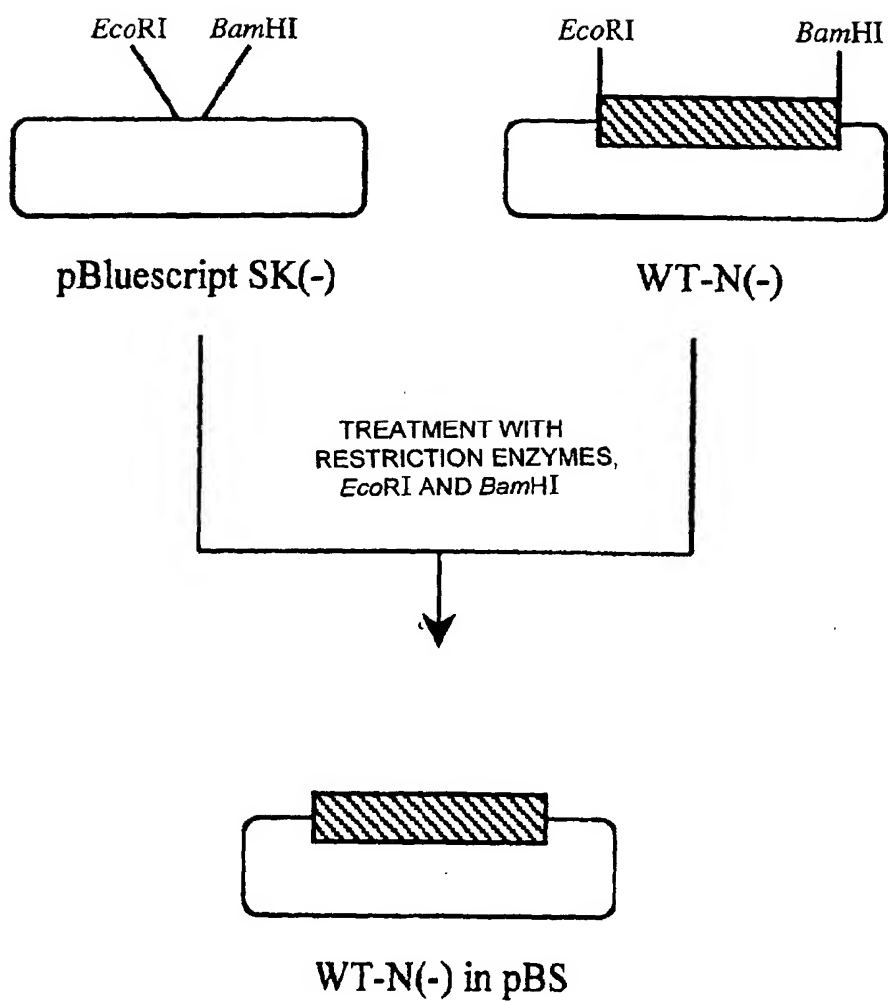 EcoRI BamHI
EcoRI BamHI
pBluescript SK(-)
WT-N(-)
TREATMENT WITH
RESTRICTION ENZYMES,
EcoRI AND BamHI
WT-N(-) in pBS